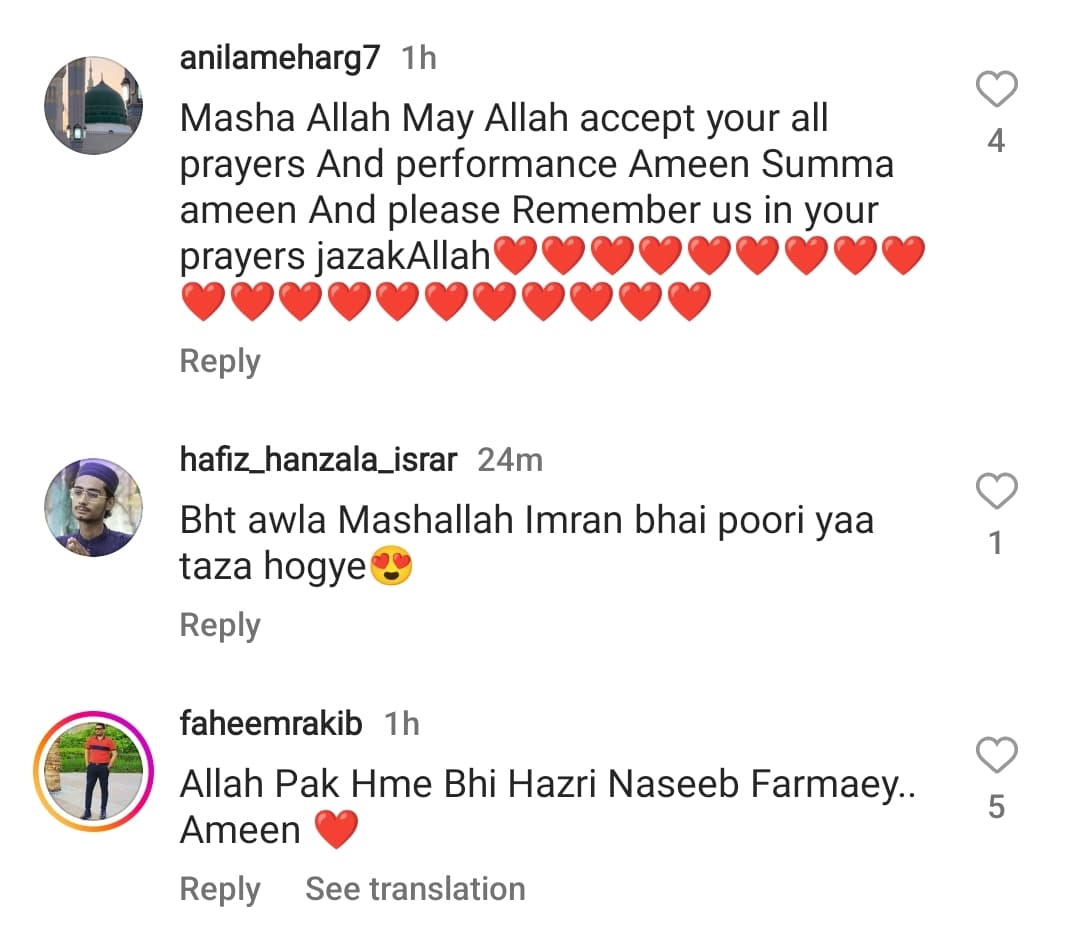 anilameharg7 1h
Masha Allah May Allah accept your all
prayers And performance Ameen Summa
ameen And please Remember us in your
prayers jazakAllah❤️❤️❤️❤️❤️❤️❤️❤️❤️
❤️❤️❤️❤️❤️❤️❤️❤️❤️❤️❤️
4
Reply
hafiz_hanzala_israr 24m
Bht awla Mashallah Imran bhai poori yaa
taza hogye😍
1
Reply
faheemrakib 1h
Allah Pak Hme Bhi Hazri Naseeb Farmaey..
Ameen ❤️
5
Reply See translation